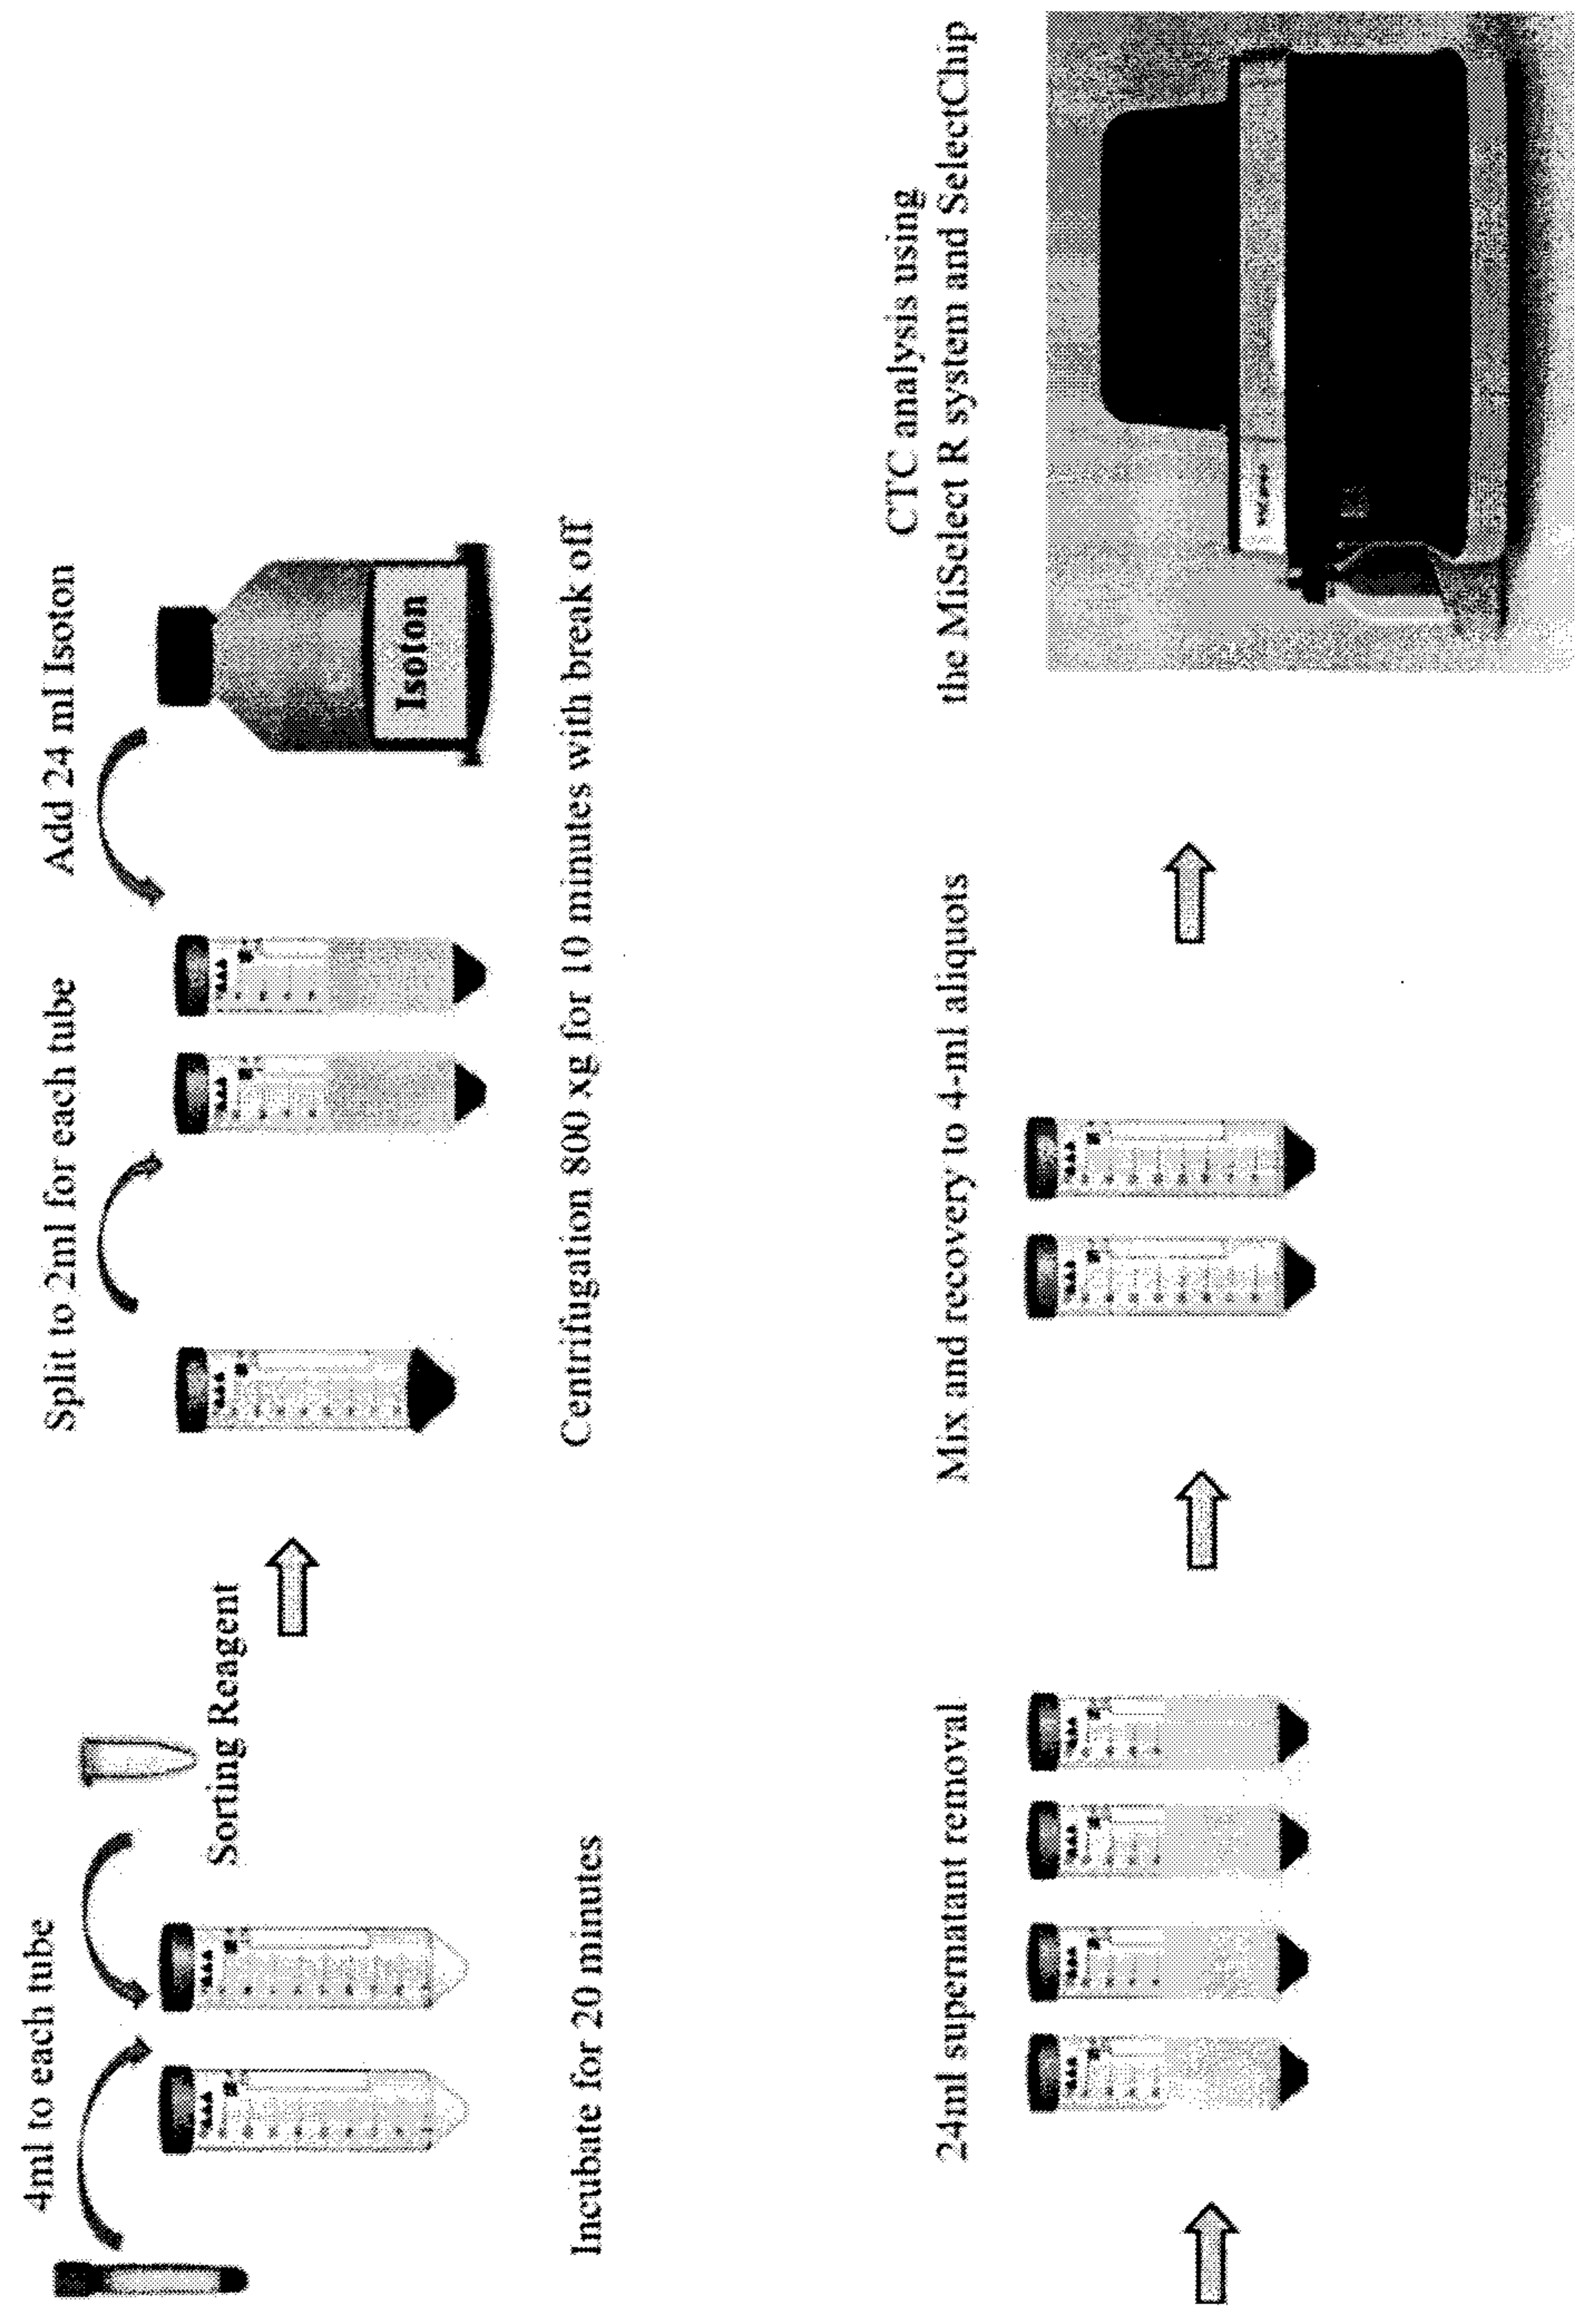 4ml to each tube
Sorting Reagent
Incubate for 20 minutes
Split to 2ml for each tube
Add 24 ml Isoton
Isoton
Centrifugation 800 xg for 10 minutes with break off
24ml supernatant removal
Mix and recovery to 4-ml aliquots
CTC analysis using
the MiSelect R system and SelectChip